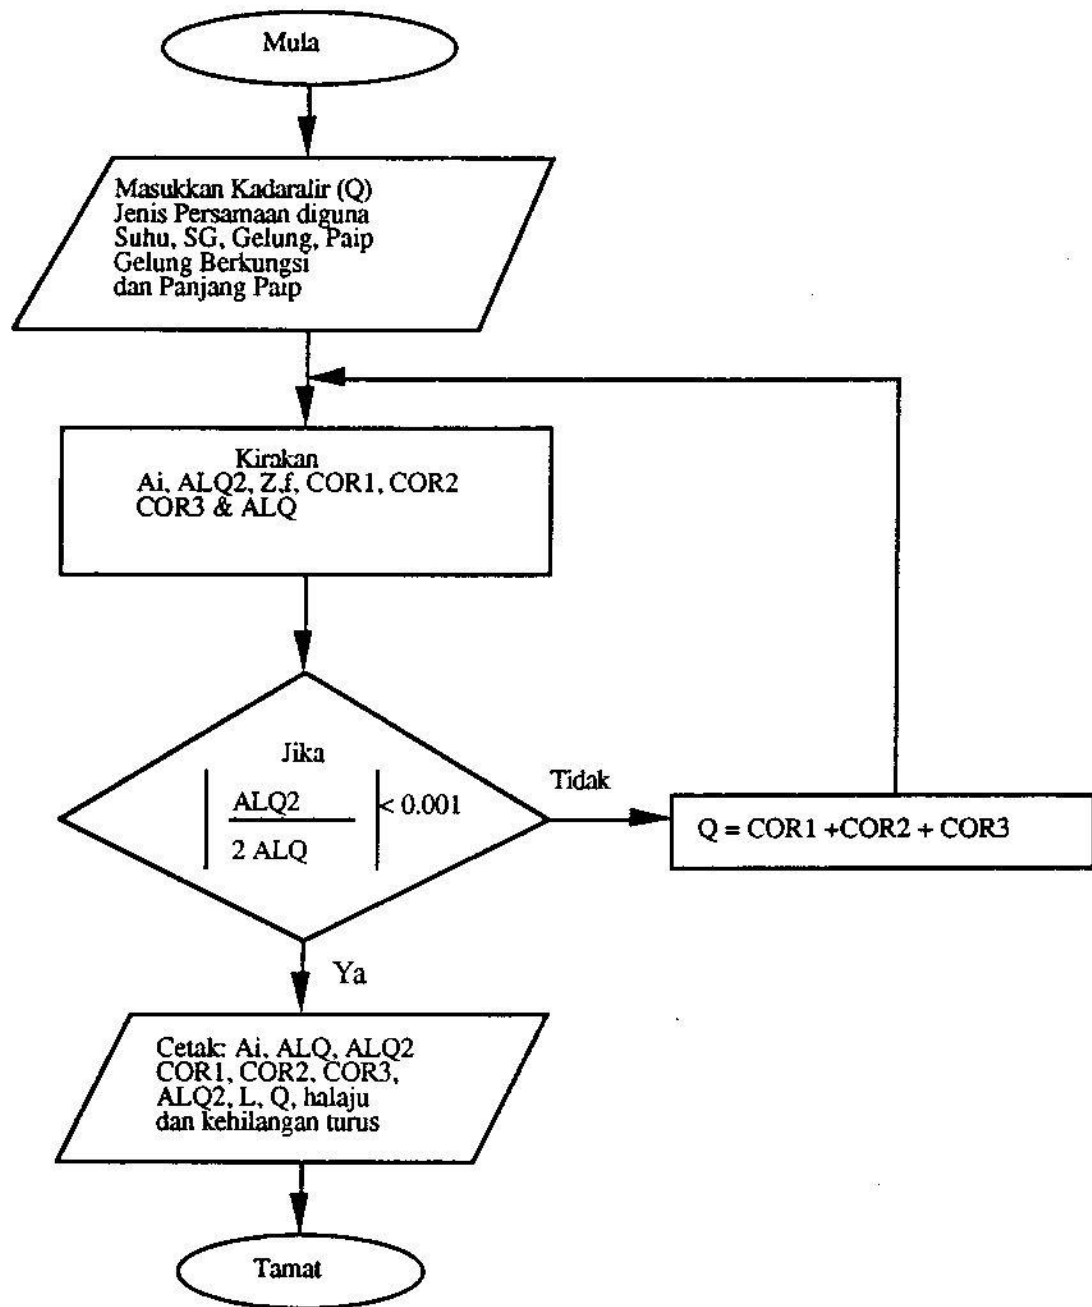 Mula
Masukkan Kadaralir (Q)
Jenis Persamaan diguna
Suhu, SG, Gelung, Paip
Gelung Berkungsi
dan Panjang Paip
Kirakan
Ai, ALQ2, Z,f, COR1, COR2
COR3 & ALQ
Jika
ALQ2
< 0.001
2 ALQ
Tidak
Q = COR1 +COR2 + COR3
Ya
Cetak: Ai, ALQ, ALQ2
COR1, COR2, COR3,
ALQ2, L, Q, halaju
dan kehilangan turus
Tamat